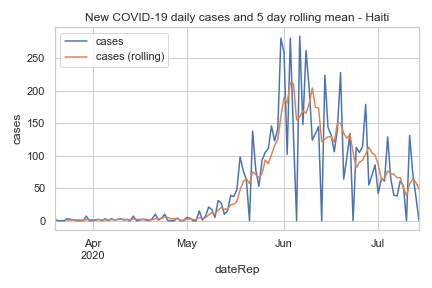 New COVID-19 daily cases and 5 day rolling mean - Haiti
cases
cases (rolling)
250
200
150
100
50
0
cases
Apr
2020
May
Jun
Jul
dateRep